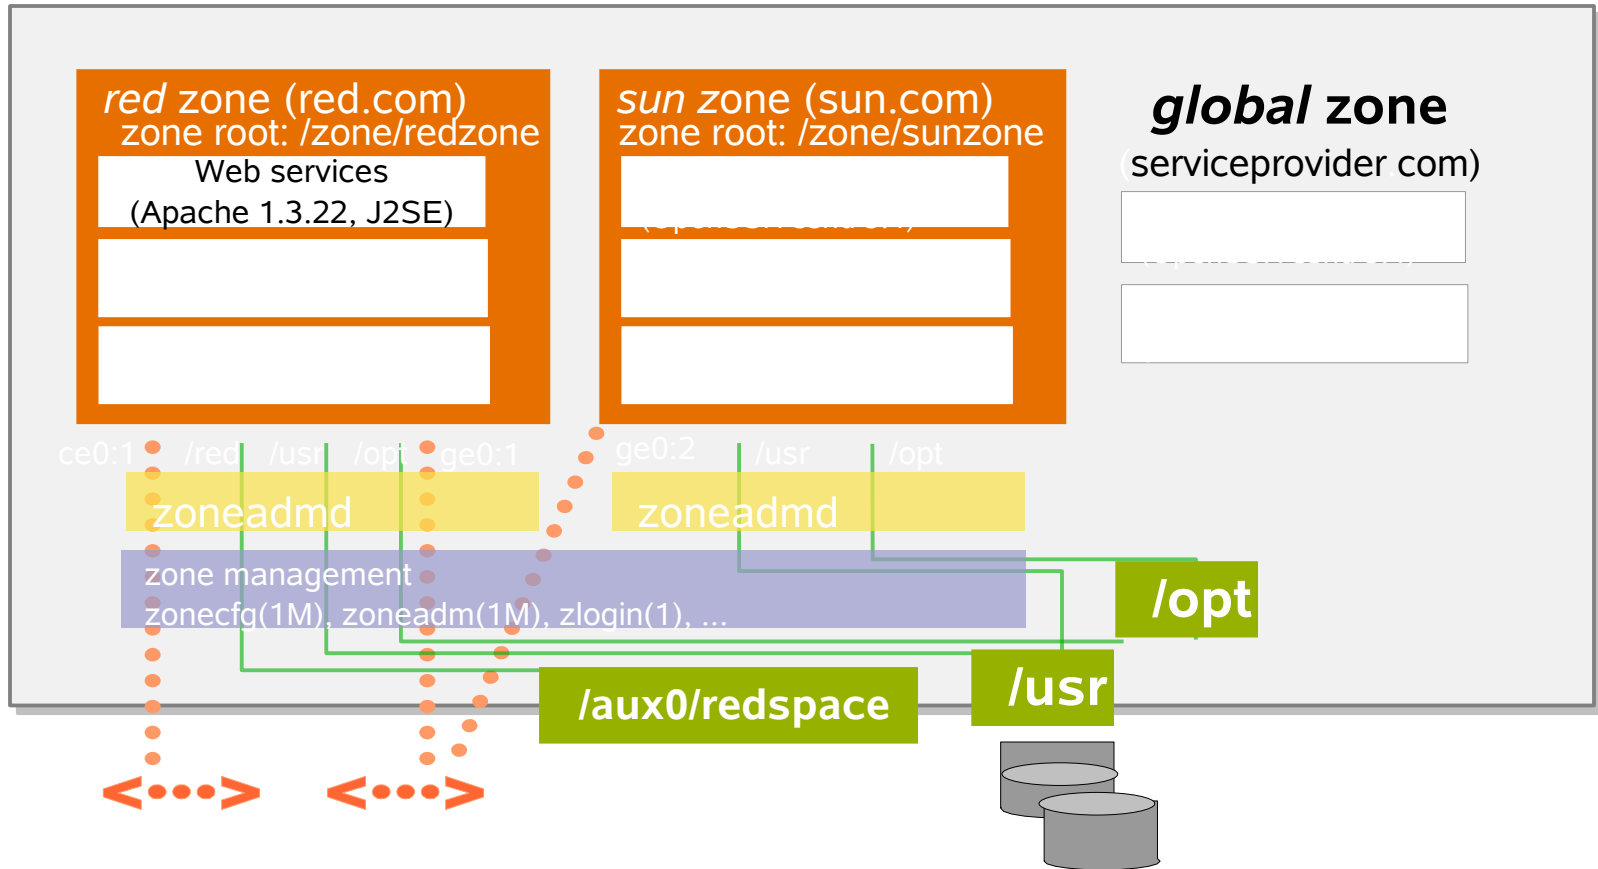 red zone (red.com)
zone root: /zone/redzone
Web services
(Apache 1.3.22, J2SE)
sun zone (sun.com)
zone root: /zone/sunzone
global zone
(serviceprovider.com)
ce0:1 /red /usr /opt ge0:1
ge0:2 /usr /opt
zoneadmd
zoneadmd
zone management
zonecfg(1M), zoneadm(1M), zlogin(1), ...
/opt
/usr
/aux0/redspace